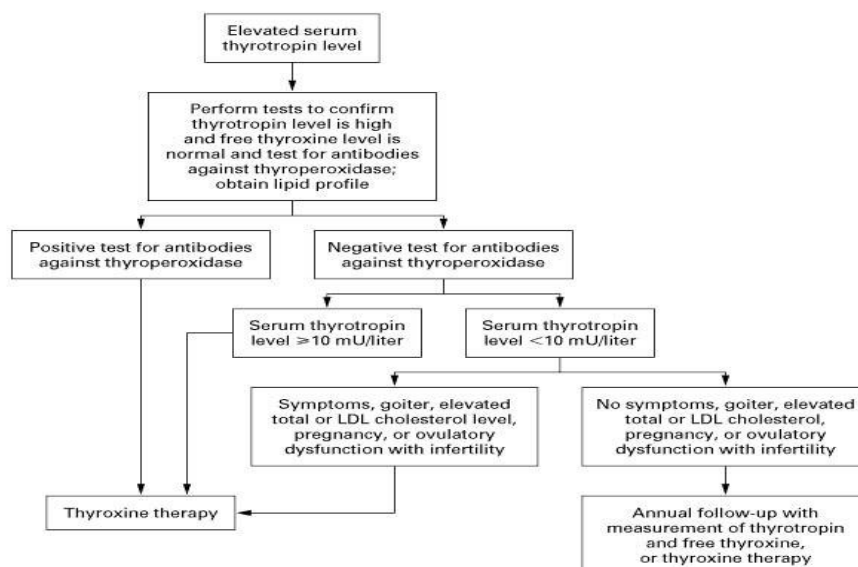 Elevated serum
thyrotropin level
Perform tests to confirm
thyrotropin level is high
and free thyroxine level is
normal and test for antibodies
against thyroperoxidase;
obtain lipid profile
Positive test for antibodies
against thyroperoxidase
Negative test for antibodies
against thyroperoxidase
Serum thyrotropin
level ≥10 mU/liter
Serum thyrotropin
level <10 mU/liter
Symptoms, goiter, elevated
total or LDL cholesterol level,
pregnancy, or ovulatory
dysfunction with infertility
No symptoms, goiter, elevated
total or LDL cholesterol,
pregnancy, or ovulatory
dysfunction with infertility
Thyroxine therapy
Annual follow-up with
measurement of thyrotropin
and free thyroxine,
or thyroxine therapy